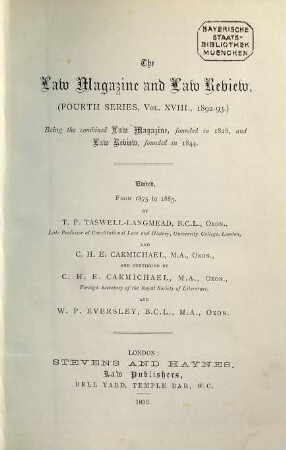 BAYERISCHE
STAATS-
BIBLIOTHEK
MUENCHEN
The
Law Magazine and Law Review.
(FOURTH SERIES, VOL. XVIII., 1892-93.)
Being the combined Law Magazine, founded in 1828, and
Law Review, founded in 1844.
Edited,
FROM 1875 TO 1885,
BY
T. P. TASWELL-LANGMEAD, B.C.L., OXON.,
Late Professor of Constitutional Law and History, University College, London,
AND
C. H. E. CARMICHAEL, M.A., OXON.,
AND CONTINUED BY
C. H. E. CARMICHAEL, M.A., OXON.,
Foreign Secretary of the Royal Society of Literature,
AND
W. P. EVERSLEY, B.C.L., M.A., OXON.
LONDON:
STEVENS AND HAYNES,
Law Publishers,
BELL YARD, TEMPLE BAR, W.C.
1893.